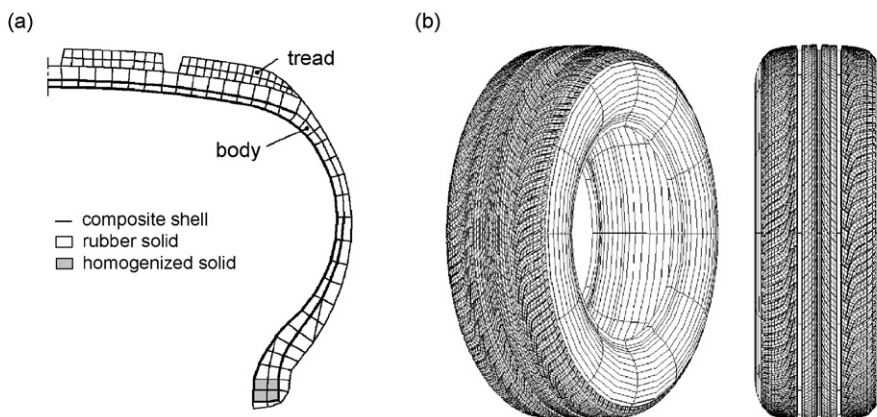 (a)
tread
body
composite shell
rubber solid
homogenized solid
(b)